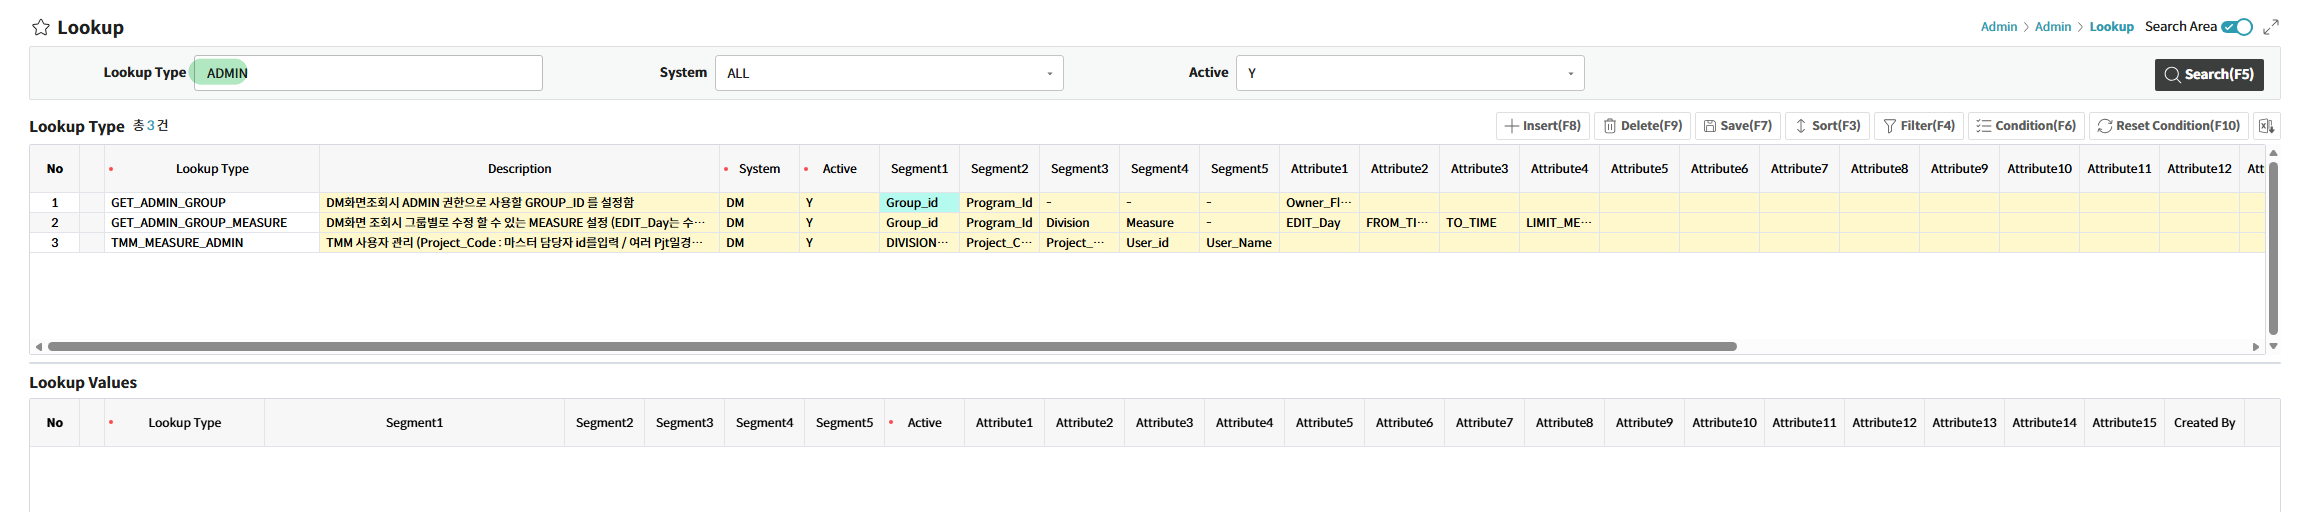 Lookup
Admin > Admin > Lookup Search Area
Lookup Type ADMIN System ALL Active Y Search(F5)
Lookup Type 총 3 건 Insert(F8) Delete(F9) Save(F7) Sort(F3) Filter(F4) Condition(F6) Reset Condition(F10)
No Lookup Type Description System Active Segment1 Segment2 Segment3 Segment4 Segment5 Attribute1 Attribute2 Attribute3 Attribute4 Attribute5 Attribute6 Attribute7 Attribute8 Attribute9 Attribute10 Attribute11 Attribute12 Att
1 GET_ADMIN_GROUP DM화면조회시 ADMIN 권한으로 사용할 GROUP_ID 를 설정함 DM Y Group_id Program_Id - - - Owner_Fl···
2 GET_ADMIN_GROUP_MEASURE DM화면 조회시 그룹별로 수정 할 수 있는 MEASURE 설정 (EDIT_Day는 수··· DM Y Group_id Program_Id Division Measure - EDIT_Day FROM_TI··· TO_TIME LIMIT_ME···
3 TMM_MEASURE_ADMIN TMM 사용자 관리 (Project_Code : 마스터 담당자 id를입력 / 여러 Pjt일경··· DM Y DIVISION··· Project_C··· Project_··· User_id User_Name
Lookup Values
No Lookup Type Segment1 Segment2 Segment3 Segment4 Segment5 Active Attribute1 Attribute2 Attribute3 Attribute4 Attribute5 Attribute6 Attribute7 Attribute8 Attribute9 Attribute10 Attribute11 Attribute12 Attribute13 Attribute14 Attribute15 Created By